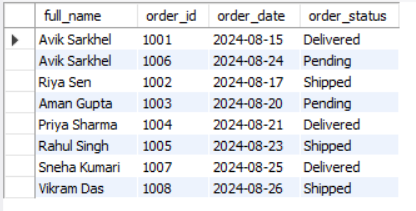 full_name order_id order_date order_status
Avik Sarkhel 1001 2024-08-15 Delivered
Avik Sarkhel 1006 2024-08-24 Pending
Riya Sen 1002 2024-08-17 Shipped
Aman Gupta 1003 2024-08-20 Pending
Priya Sharma 1004 2024-08-21 Delivered
Rahul Singh 1005 2024-08-23 Shipped
Sneha Kumari 1007 2024-08-25 Delivered
Vikram Das 1008 2024-08-26 Shipped